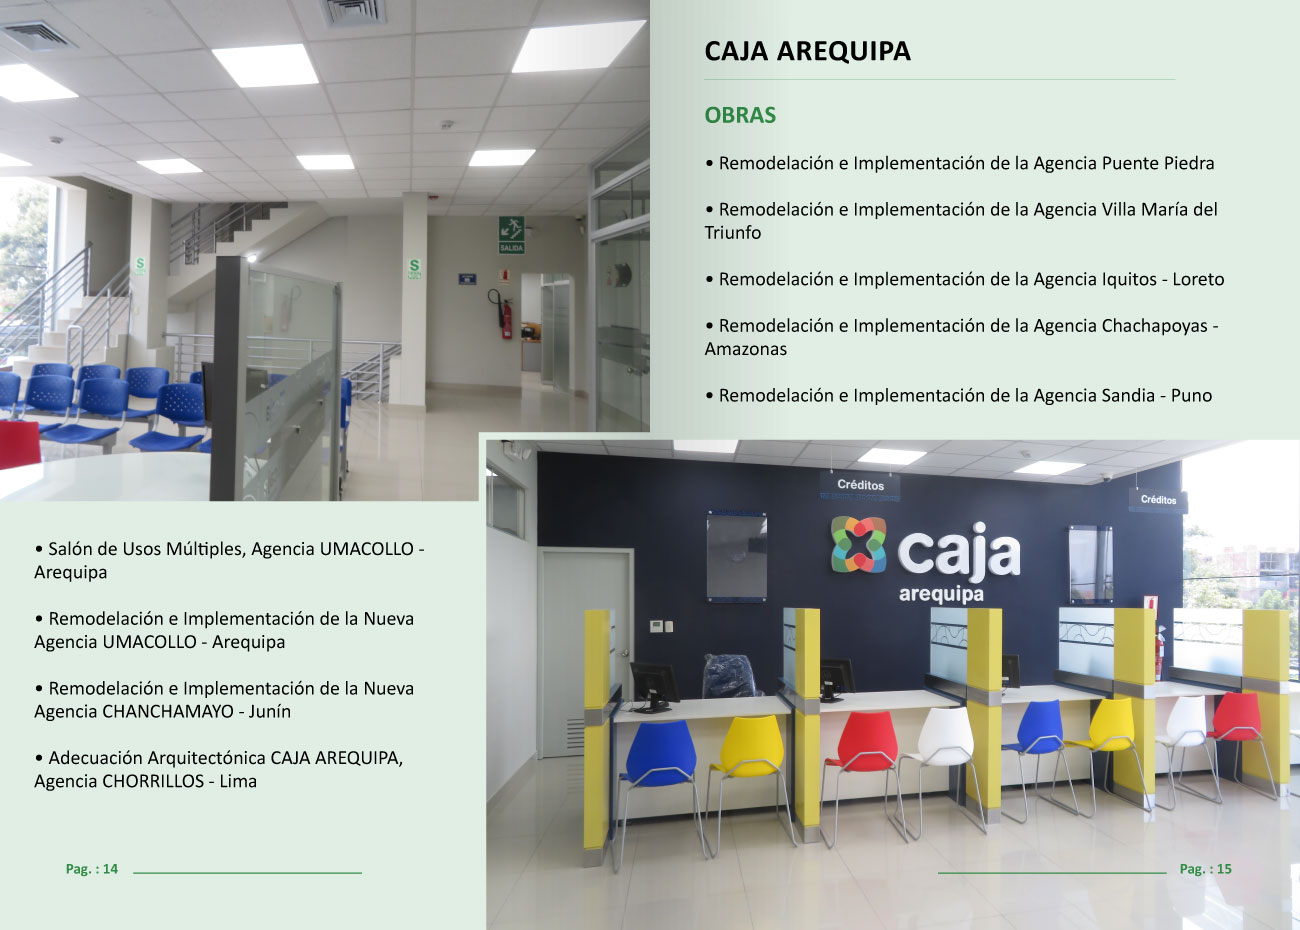 CAJA AREQUIPA
OBRAS
• Remodelación e Implementación de la Agencia Puente Piedra
• Remodelación e Implementación de la Agencia Villa María del
Triunfo
• Remodelación e Implementación de la Agencia Iquitos - Loreto
• Remodelación e Implementación de la Agencia Chachapoyas -
Amazonas
• Remodelación e Implementación de la Agencia Sandia - Puno
SALIDA
S
S
• Salón de Usos Múltiples, Agencia UMACOLLO -
Arequipa
• Remodelación e Implementación de la Nueva
Agencia UMACOLLO - Arequipa
• Remodelación e Implementación de la Nueva
Agencia CHANCHAMAYO - Junín
• Adecuación Arquitectónica CAJA AREQUIPA,
Agencia CHORRILLOS - Lima
Créditos
Créditos
caja
arequipa
Pag. : 14
Pag. : 15